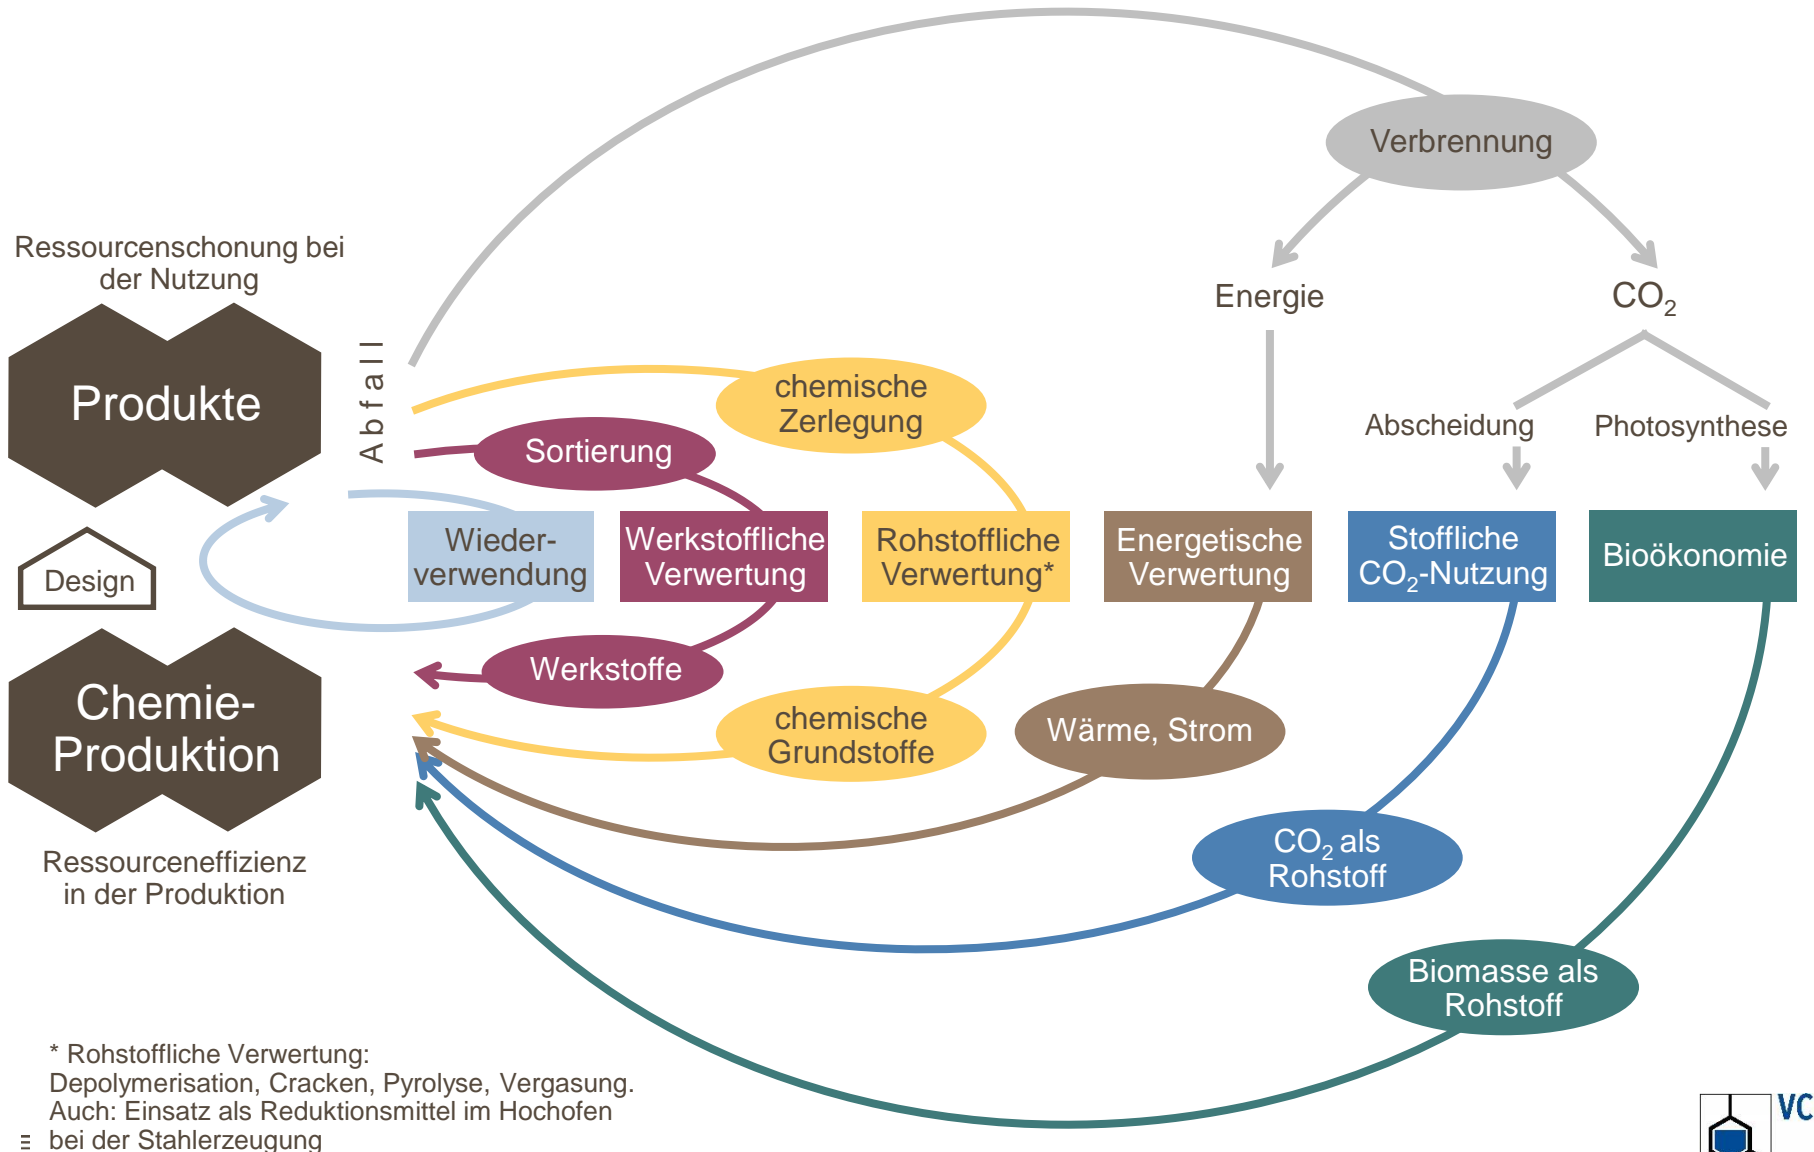 Verbrennung
Ressourcenschonung bei
der Nutzung
Energie
CO₂
Produkte
Abfall
chemische
Zerlegung
Sortierung
Abscheidung
Photosynthese
Wieder-
verwendung
Werkstoffliche
Verwertung
Rohstoffliche
Verwertung*
Energetische
Verwertung
Stoffliche
CO₂-Nutzung
Bioökonomie
Design
Werkstoffe
Chemie-
Produktion
chemische
Grundstoffe
Wärme, Strom
CO₂ als
Rohstoff
Ressourceneffizienz
in der Produktion
Biomasse als
Rohstoff
* Rohstoffliche Verwertung:
Depolymerisation, Cracken, Pyrolyse, Vergasung.
Auch: Einsatz als Reduktionsmittel im Hochofen
bei der Stahlerzeugung
VC